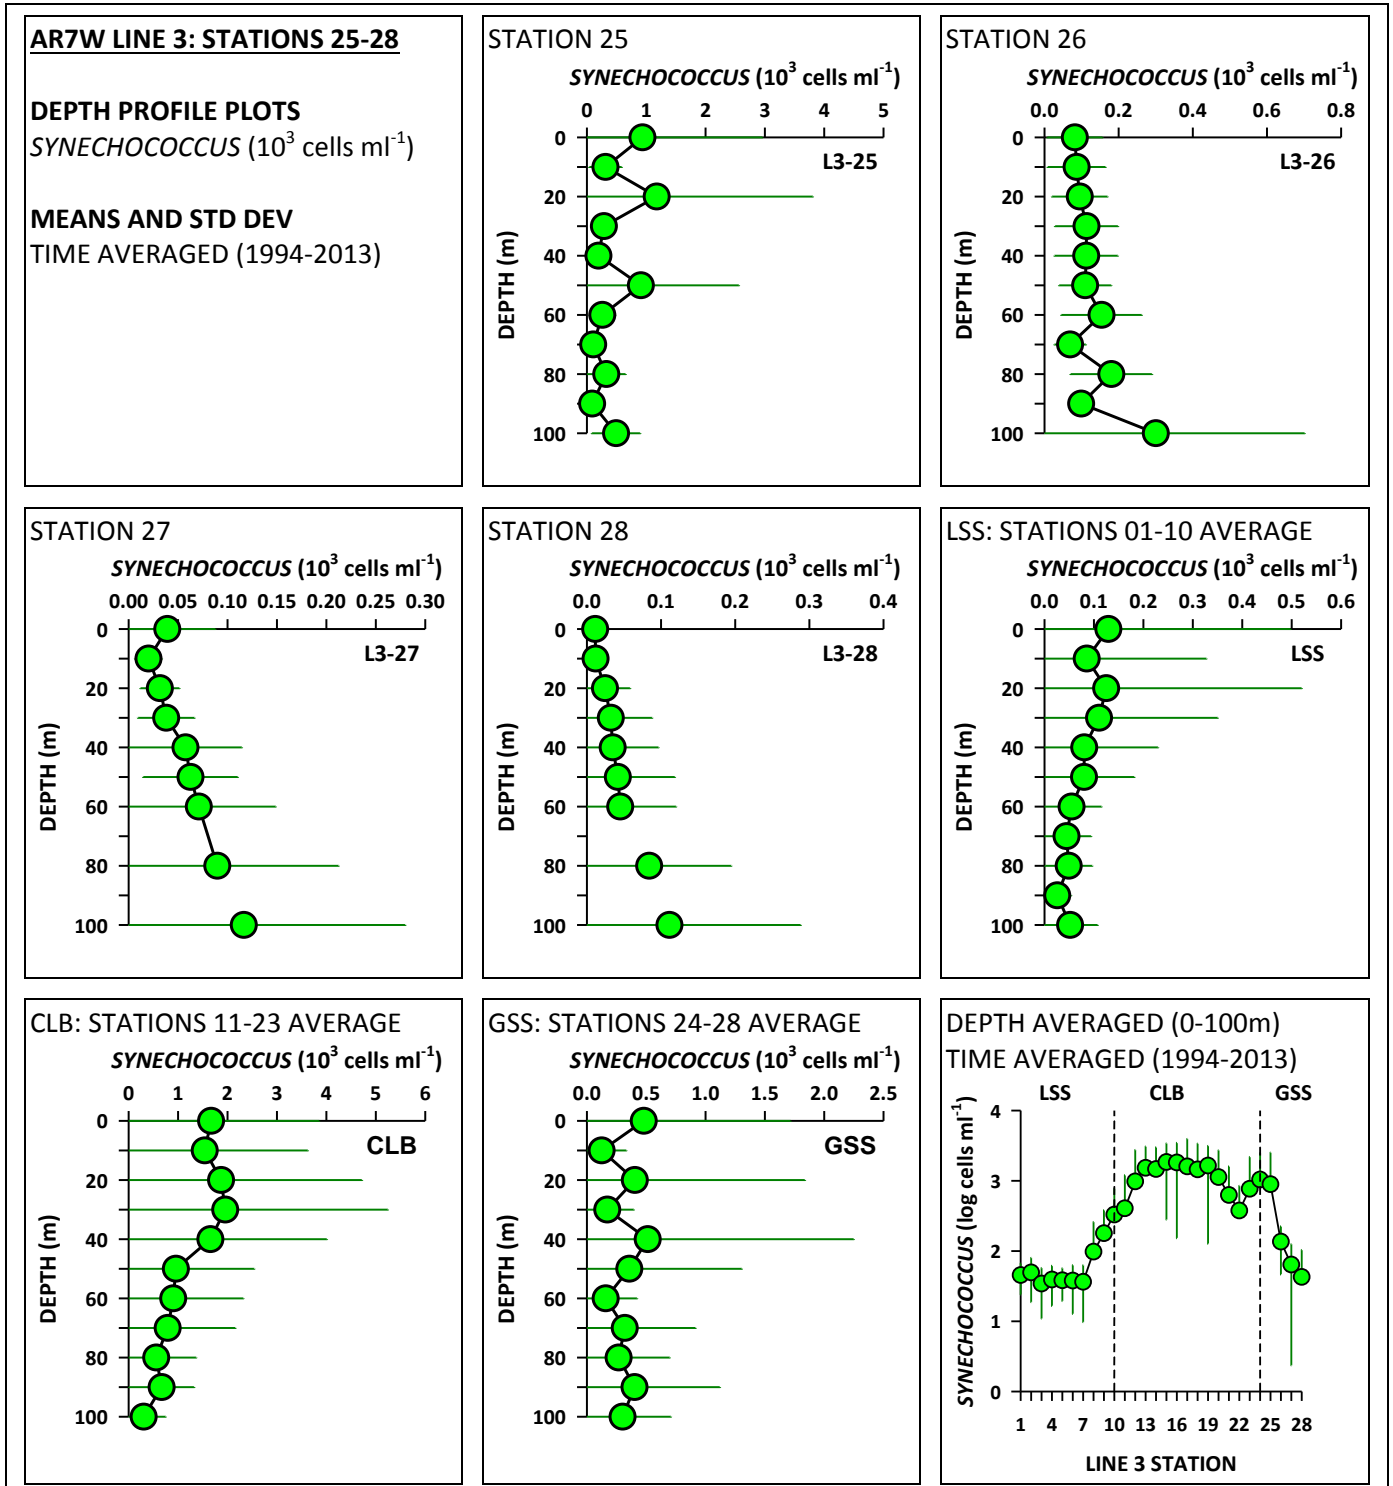 AR7W LINE 3: STATIONS 25-28
DEPTH PROFILE PLOTS
SYNECHOCOCCUS (10³ cells ml⁻¹)
MEANS AND STD DEV
TIME AVERAGED (1994-2013)
STATION 25
SYNECHOCOCCUS (10³ cells ml⁻¹)
0 1 2 3 4 5
L3-25
DEPTH (m)
0
20
40
60
80
100
STATION 26
SYNECHOCOCCUS (10³ cells ml⁻¹)
0.0 0.2 0.4 0.6 0.8
L3-26
DEPTH (m)
0
20
40
60
80
100
STATION 27
SYNECHOCOCCUS (10³ cells ml⁻¹)
0.00 0.05 0.10 0.15 0.20 0.25 0.30
L3-27
DEPTH (m)
0
20
40
60
80
100
STATION 28
SYNECHOCOCCUS (10³ cells ml⁻¹)
0.0 0.1 0.2 0.3 0.4
L3-28
DEPTH (m)
0
20
40
60
80
100
LSS: STATIONS 01-10 AVERAGE
SYNECHOCOCCUS (10³ cells ml⁻¹)
0.0 0.1 0.2 0.3 0.4 0.5 0.6
LSS
DEPTH (m)
0
20
40
60
80
100
CLB: STATIONS 11-23 AVERAGE
SYNECHOCOCCUS (10³ cells ml⁻¹)
0 1 2 3 4 5 6
CLB
DEPTH (m)
0
20
40
60
80
100
GSS: STATIONS 24-28 AVERAGE
SYNECHOCOCCUS (10³ cells ml⁻¹)
0.0 0.5 1.0 1.5 2.0 2.5
GSS
DEPTH (m)
0
20
40
60
80
100
DEPTH AVERAGED (0-100m)
TIME AVERAGED (1994-2013)
LSS CLB GSS
SYNECHOCOCCUS (log cells ml⁻¹)
4
3
2
1
0
1 4 7 10 13 16 19 22 25 28
LINE 3 STATION